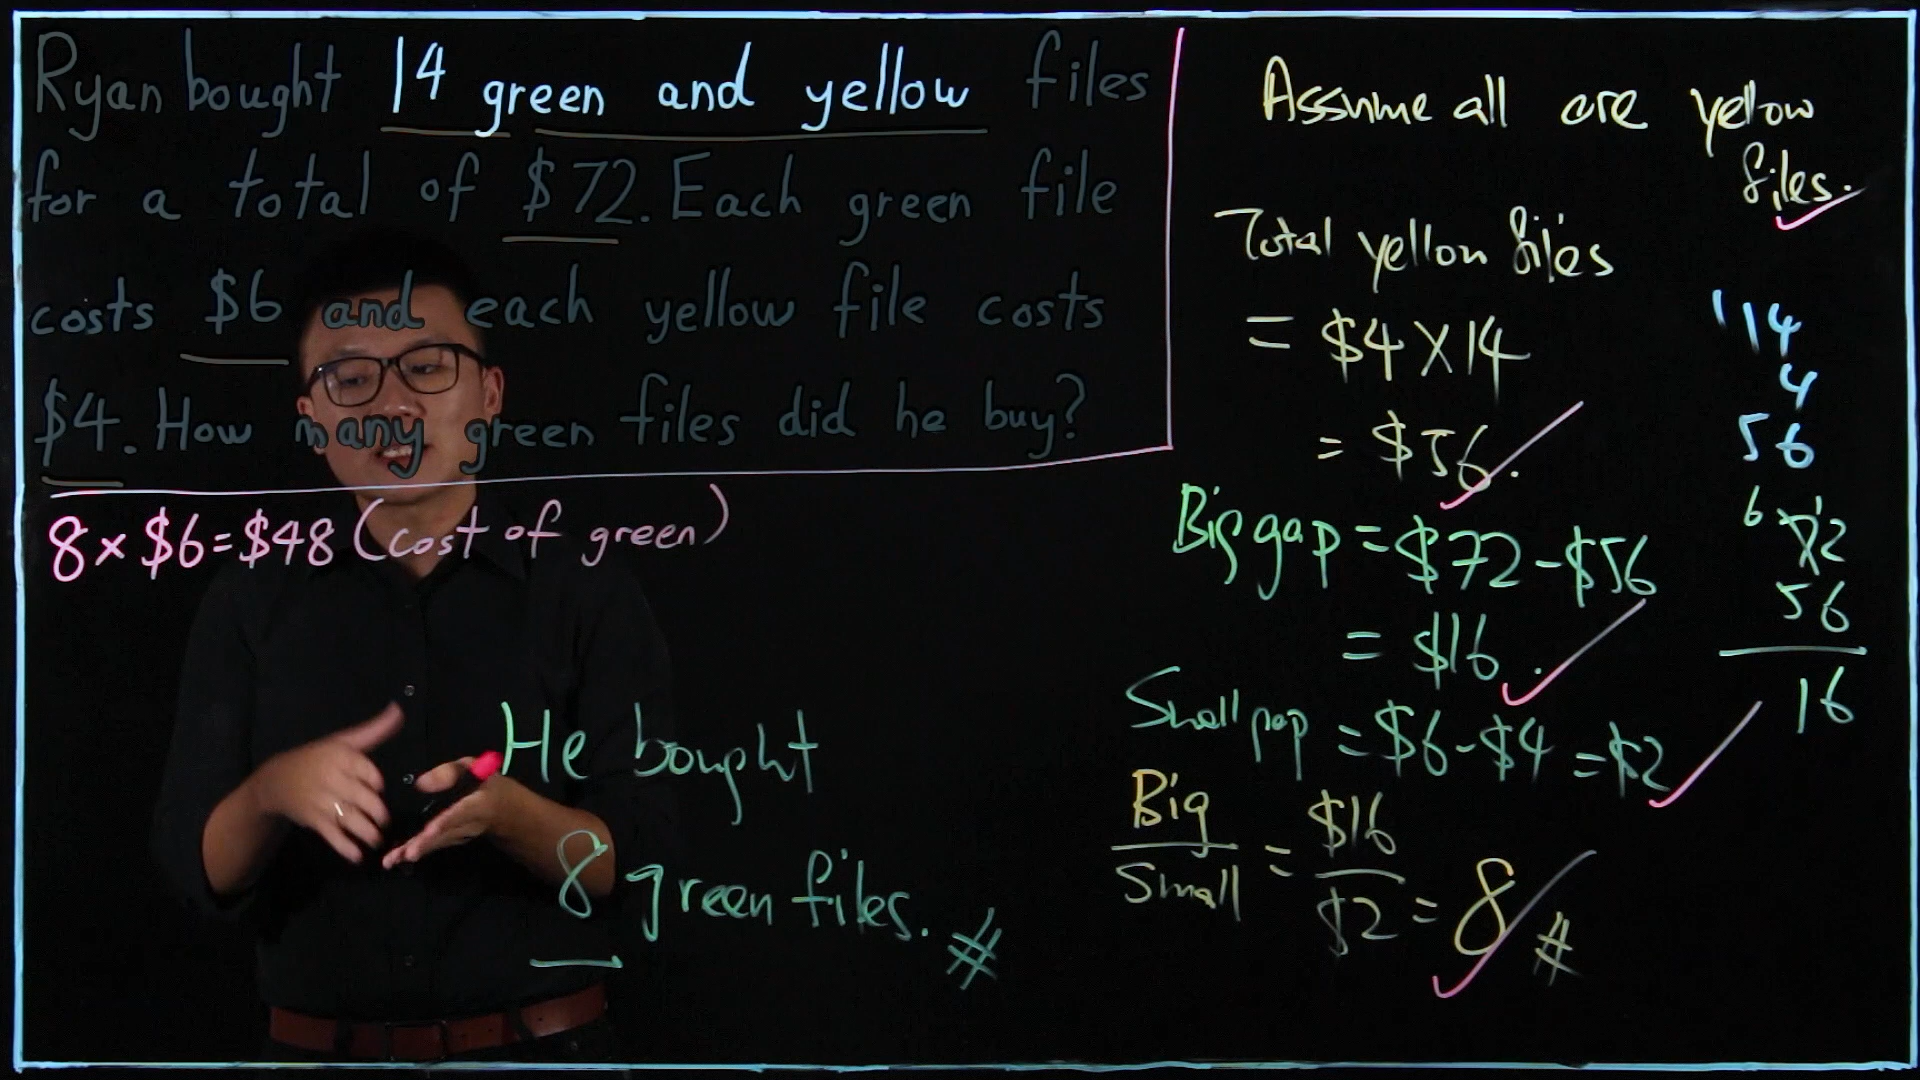 Ryan bought 14 green and yellow files
for a total of $72. Each green file
costs $6 and each yellow file costs
$4. How many green files did he buy?
8 × $6 = $48 (cost of green)
He bought
8 green files. #
Assume all are yellow
files.
Total yellow files
= $4 × 14
= $56.
Big gap = $72 - $56
= $16.
Small gap = $6 - $4 = $2
Big
Small
= $16
$2
= 8 #
1 14
4
56
6 1
72
56
16